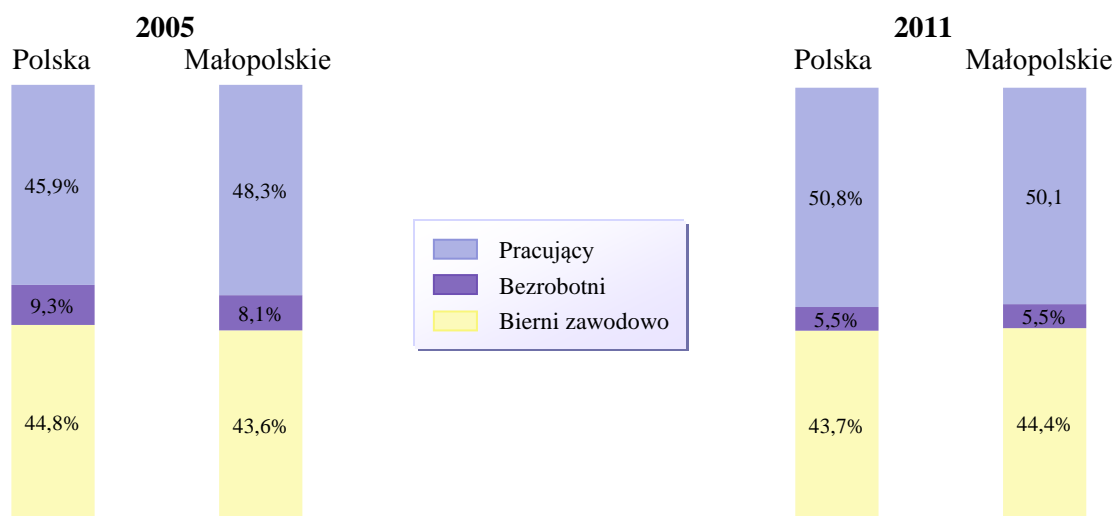 2005
Polska
Małopolskie
45,9%
48,3%
9,3%
8,1%
44,8%
43,6%
Pracujący
Bezrobotni
Bierni zawodowo
2011
Polska
Małopolskie
50,8%
50,1
5,5%
5,5%
43,7%
44,4%